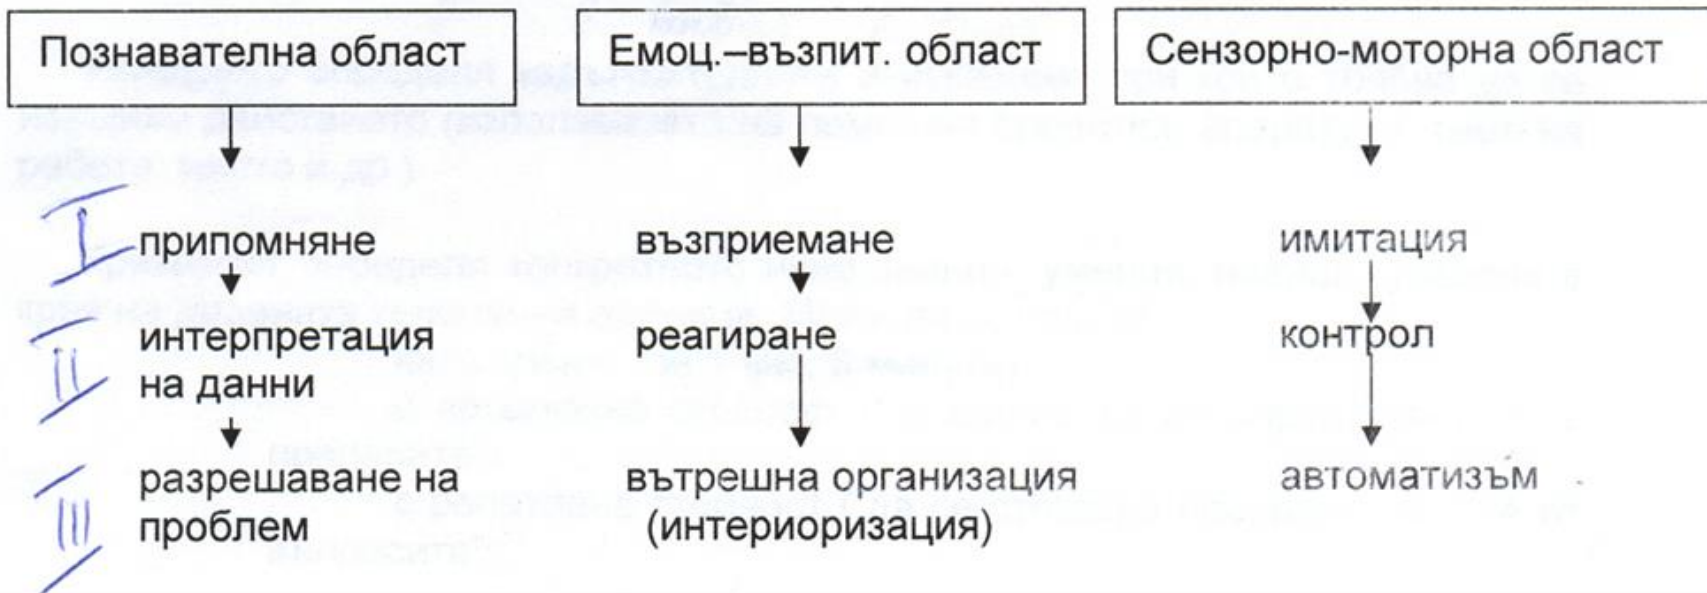 Познавателна област Емоц.–възпит. област Сензорно-моторна област
I припомняне възприемане имитация
II интерпретация реагиране контрол
на данни
III разрешаване на вътрешна организация автоматизъм
проблем (интериоризация)